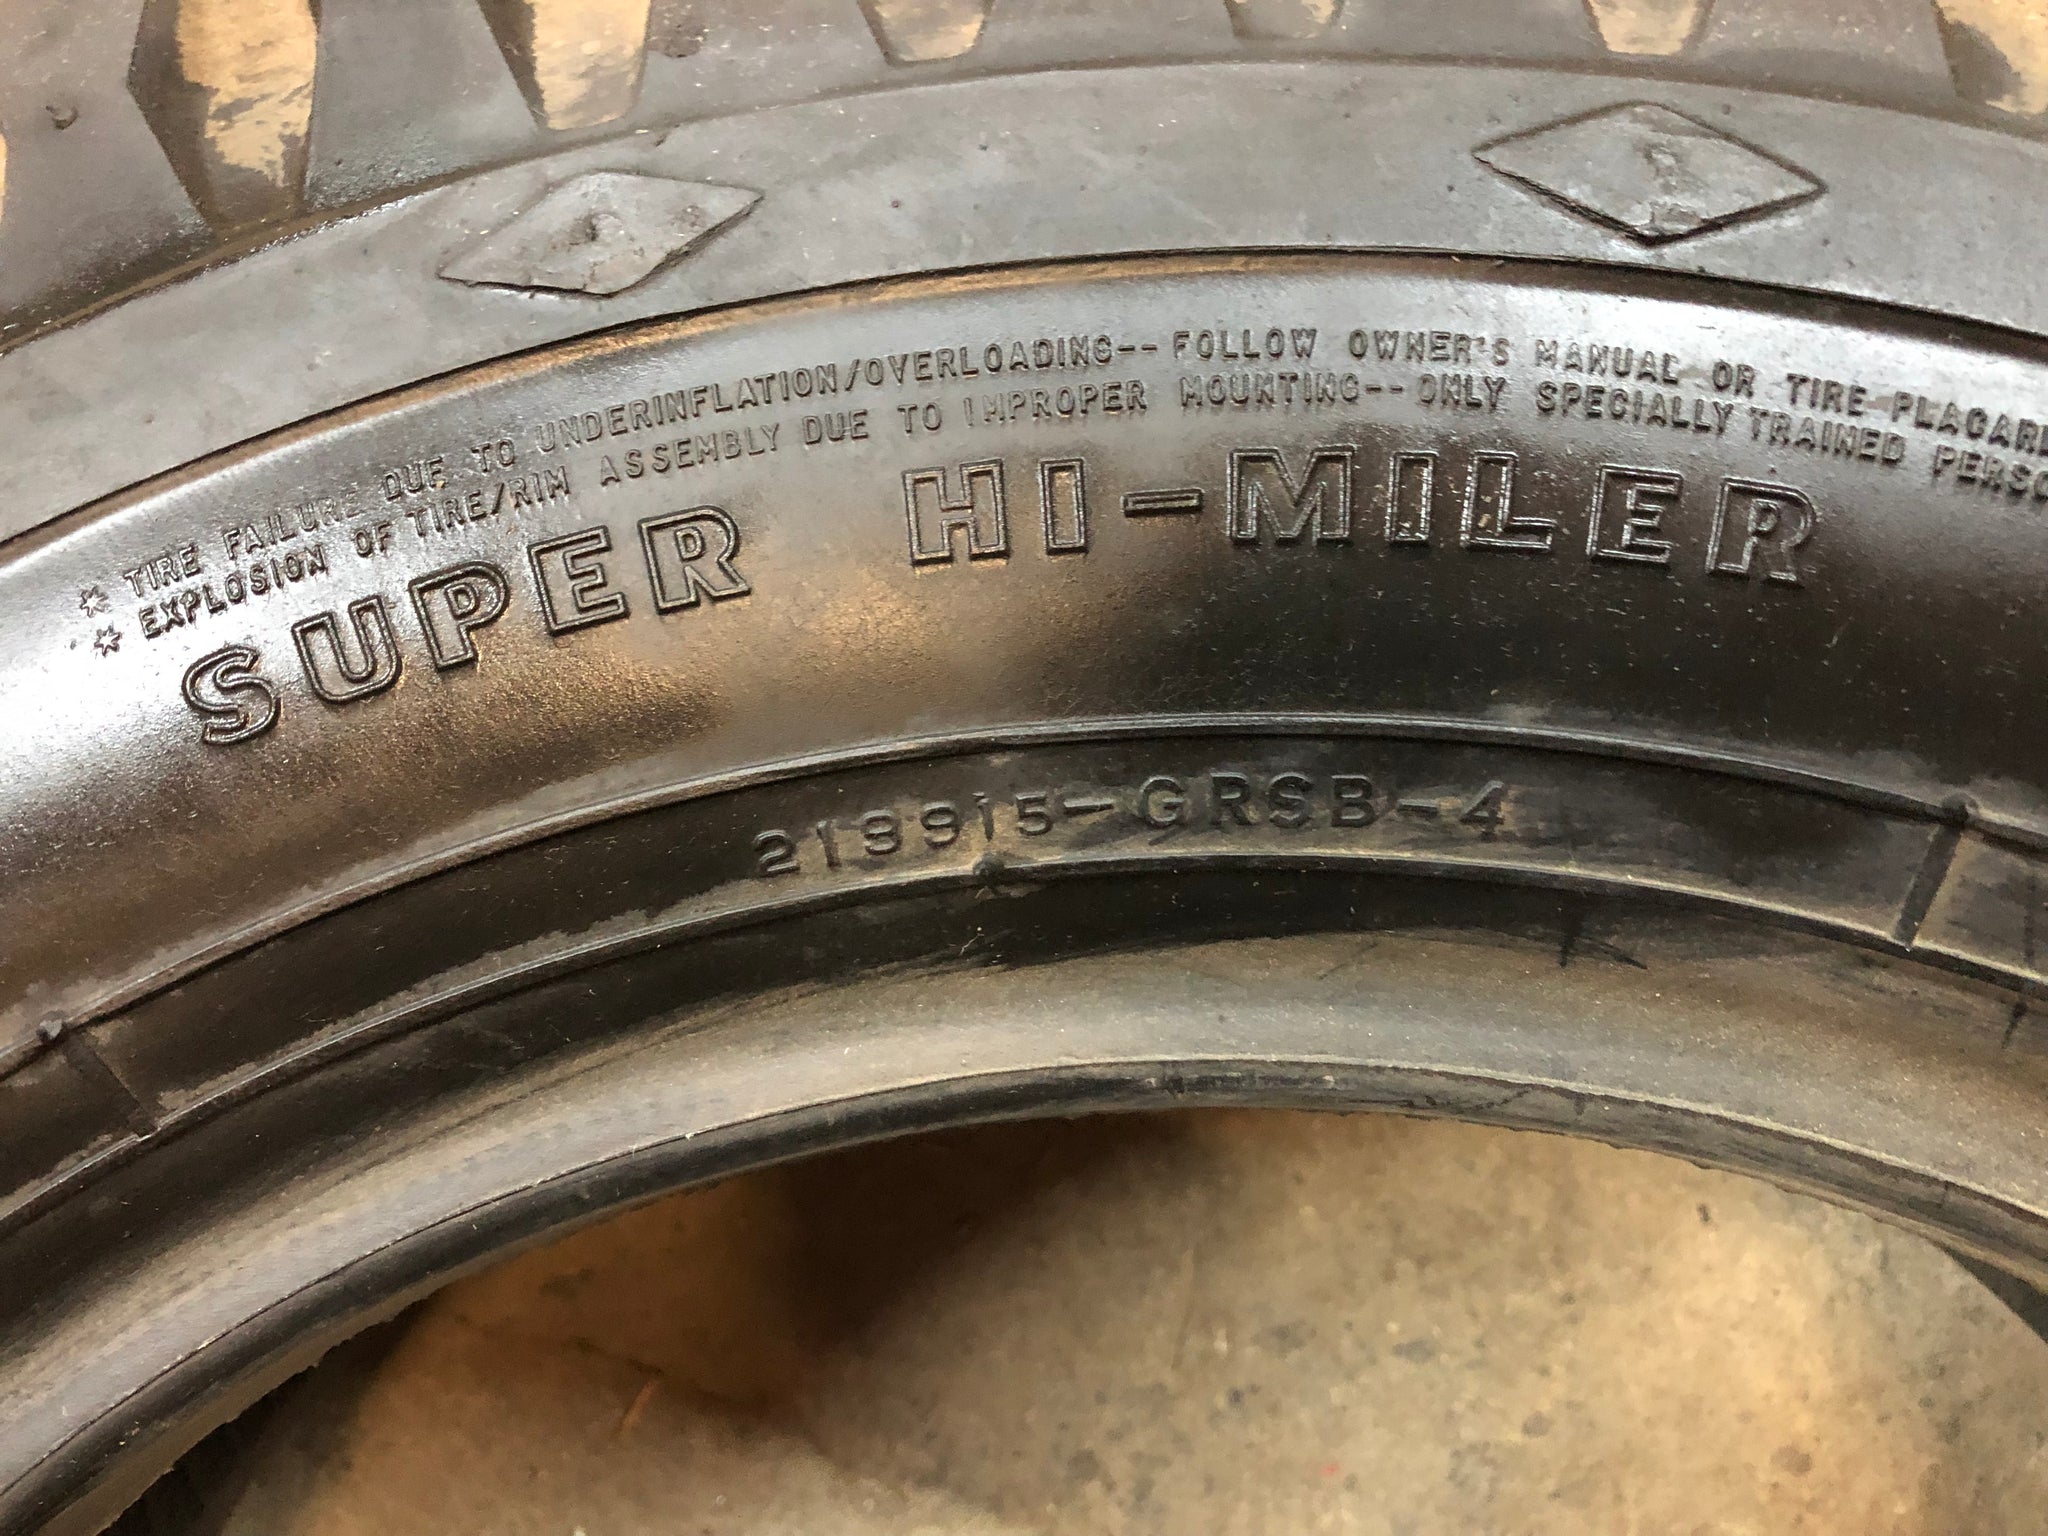 * TIRE FAILURE DUE TO UNDERINFLATION/OVERLOADING-- FOLLOW OWNER'S MANUAL OR TIRE PLACARD
* EXPLOSION OF TIRE/RIM ASSEMBLY DUE TO IMPROPER MOUNTING-- ONLY SPECIALLY TRAINED PERSO
SUPER HI-MILER
219915-GRSB-4